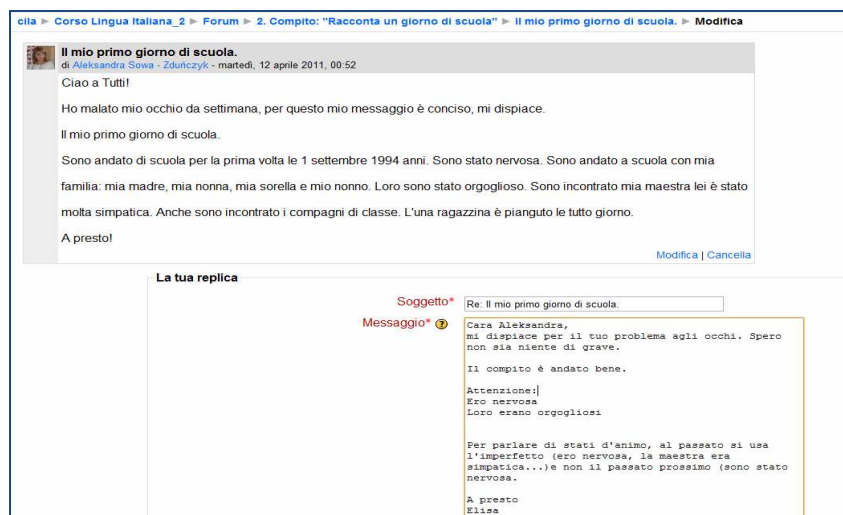 cila ► Corso Lingua Italiana_2 ► Forum ► 2. Compito: "Racconta un giorno di scuola" ► Il mio primo giorno di scuola. ► Modifica
Il mio primo giorno di scuola.
di Aleksandra Sowa - Zduńczyk - martedì, 12 aprile 2011, 00:52
Ciao a Tutti!
Ho malato mio occhio da settimana, per questo mio messaggio è conciso, mi dispiace.
Il mio primo giorno di scuola.
Sono andato di scuola per la prima volta le 1 settembre 1994 anni. Sono stato nervosa. Sono andato a scuola con mia
familia: mia madre, mia nonna, mia sorella e mio nonno. Loro sono stato orgoglioso. Sono incontrato mia maestra lei è stato
molta simpatica. Anche sono incontrato i compagni di classe. L'una ragazzina è pianguto le tutto giorno.
A presto!
Modifica | Cancella
La tua replica
Soggetto* Re: Il mio primo giorno di scuola.
Messaggio* ?
Cara Aleksandra,
mi dispiace per il tuo problema agli occhi. Spero
non sia niente di grave.
Il compito è andato bene.
Attenzione:
Ero nervosa
Loro erano orgogliosi
Per parlare di stati d'animo, al passato si usa
l'imperfetto (ero nervosa, la maestra era
simpatica...)e non il passato prossimo (sono stato
nervosa.
A presto
Elisa